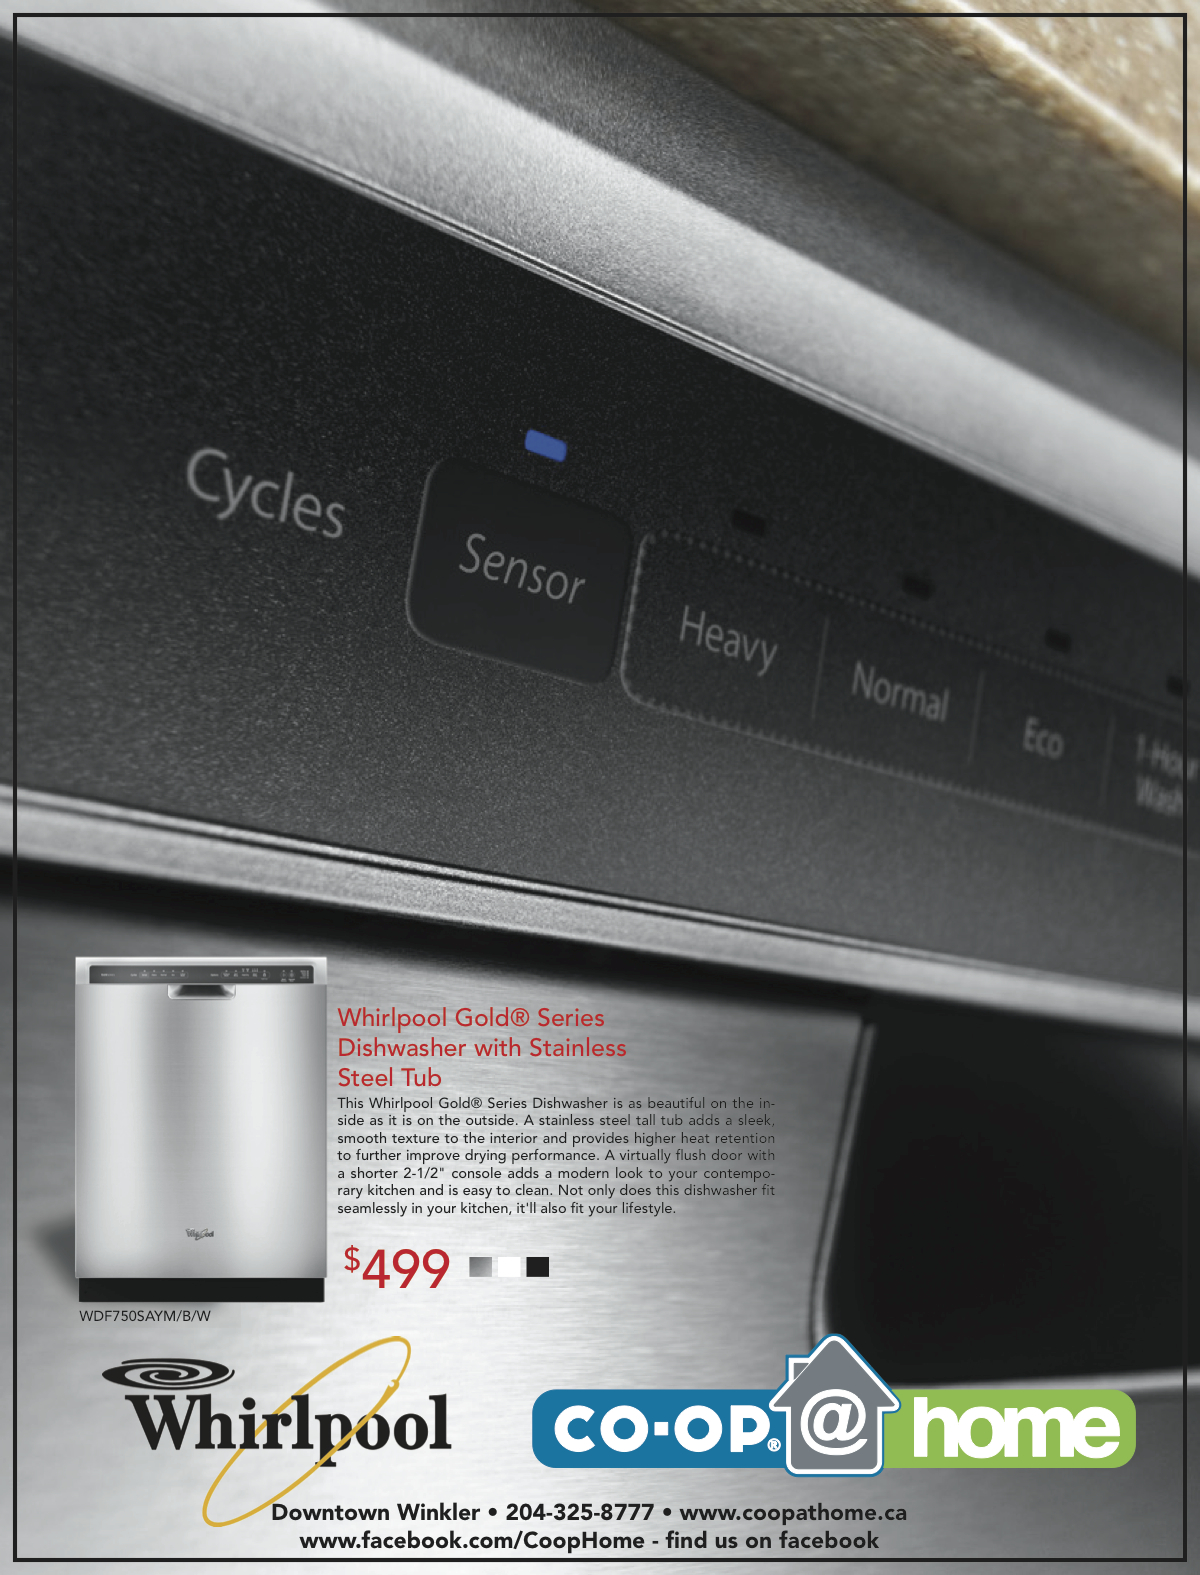 Cycles
Sensor
Heavy
Normal
Eco
1-Hour
Wash
Whirlpool Gold® Series
Dishwasher with Stainless
Steel Tub
This Whirlpool Gold® Series Dishwasher is as beautiful on the in-
side as it is on the outside. A stainless steel tall tub adds a sleek,
smooth texture to the interior and provides higher heat retention
to further improve drying performance. A virtually flush door with
a shorter 2-1/2" console adds a modern look to your contempo-
rary kitchen and is easy to clean. Not only does this dishwasher fit
seamlessly in your kitchen, it'll also fit your lifestyle.
$499
Whirlpool
WDF750SAYM/B/W
Whirlpool
CO-OP® @ home
Downtown Winkler • 204-325-8777 • www.coopathome.ca
www.facebook.com/CoopHome - find us on facebook